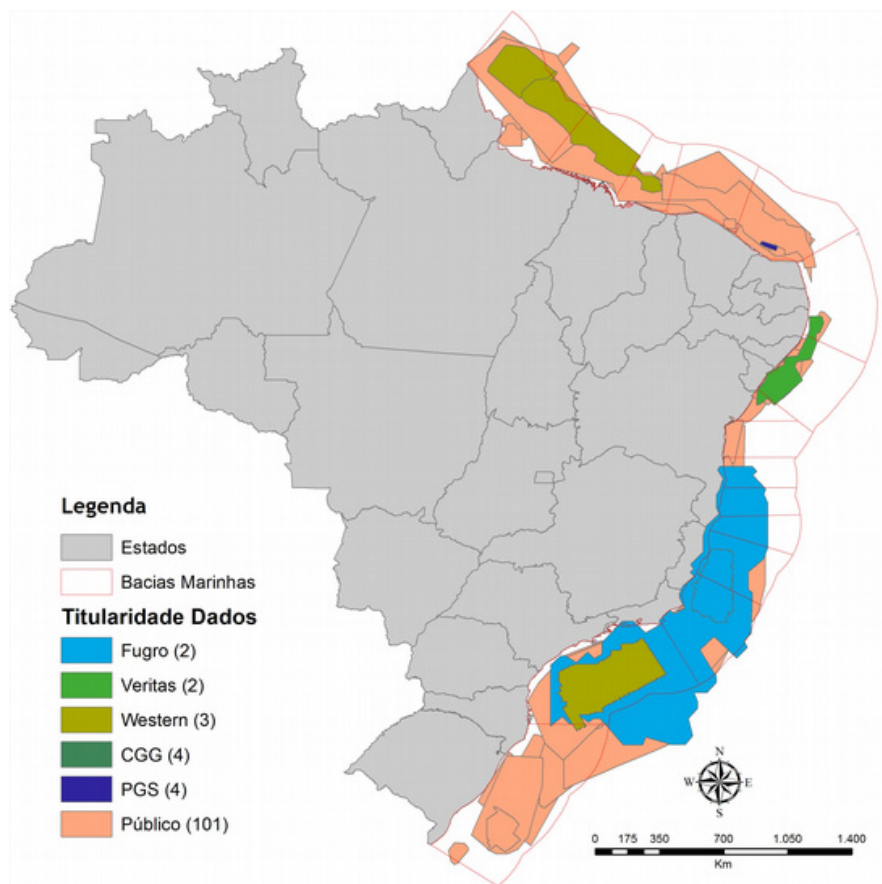 Legenda
Estados
Bacias Marinhas
Titularidade Dados
Fugro (2)
Veritas (2)
Western (3)
CGG (4)
PGS (4)
Público (101)
N
W E
S
0 175 350 700 1.050 1.400
Km